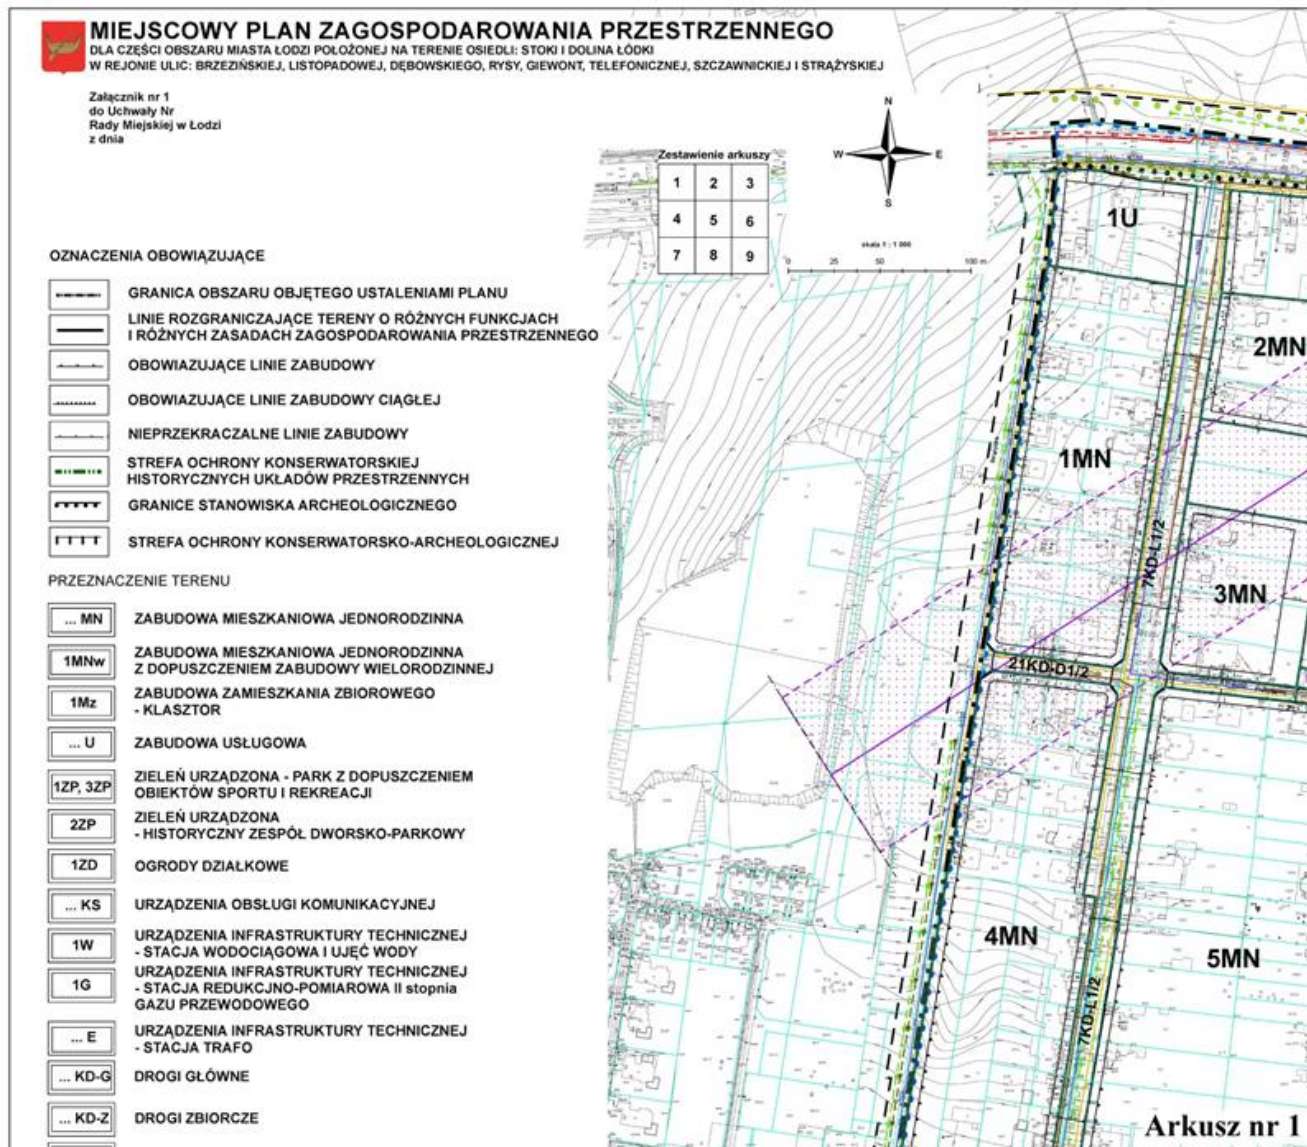 MIEJSCOWY PLAN ZAGOSPODAROWANIA PRZESTRZENNEGO
DLA CZĘŚCI OBSZARU MIASTA ŁODZI POŁOŻONEJ NA TERENIE OSIEDLI: STOKI I DOLINA ŁÓDKI
W REJONIE ULIC: BRZEZIŃSKIEJ, LISTOPADOWEJ, DĘBOWSKIEGO, RYSY, GIEWONT, TELEFONICZNEJ, SZCZAWNICKIEJ I STRĄŻYSKIEJ
Załącznik nr 1
do Uchwały Nr
Rady Miejskiej w Łodzi
z dnia
Zestawienie arkuszy
1 2 3
4 5 6
7 8 9
N
W E
S
skala 1 : 1 000
0 25 50 100 m
OZNACZENIA OBOWIĄZUJĄCE
GRANICA OBSZARU OBJĘTEGO USTALENIAMI PLANU
LINIE ROZGRANICZAJĄCE TERENY O RÓŻNYCH FUNKCJACH
I RÓŻNYCH ZASADACH ZAGOSPODAROWANIA PRZESTRZENNEGO
OBOWIAZUJĄCE LINIE ZABUDOWY
OBOWIAZUJĄCE LINIE ZABUDOWY CIĄGŁEJ
NIEPRZEKRACZALNE LINIE ZABUDOWY
STREFA OCHRONY KONSERWATORSKIEJ
HISTORYCZNYCH UKŁADÓW PRZESTRZENNYCH
GRANICE STANOWISKA ARCHEOLOGICZNEGO
STREFA OCHRONY KONSERWATORSKO-ARCHEOLOGICZNEJ
PRZEZNACZENIE TERENU
... MN ZABUDOWA MIESZKANIOWA JEDNORODZINNA
1MNw ZABUDOWA MIESZKANIOWA JEDNORODZINNA
Z DOPUSZCZENIEM ZABUDOWY WIELORODZINNEJ
1Mz ZABUDOWA ZAMIESZKANIA ZBIOROWEGO
- KLASZTOR
... U ZABUDOWA USŁUGOWA
1ZP, 3ZP ZIELEŃ URZĄDZONA - PARK Z DOPUSZCZENIEM
OBIEKTÓW SPORTU I REKREACJI
2ZP ZIELEŃ URZĄDZONA
- HISTORYCZNY ZESPÓŁ DWORSKO-PARKOWY
1ZD OGRODY DZIAŁKOWE
... KS URZĄDZENIA OBSŁUGI KOMUNIKACYJNEJ
1W URZĄDZENIA INFRASTRUKTURY TECHNICZNEJ
- STACJA WODOCIĄGOWA I UJĘĆ WODY
1G URZĄDZENIA INFRASTRUKTURY TECHNICZNEJ
- STACJA REDUKCJNO-POMIAROWA II stopnia
GAZU PRZEWODOWEGO
... E URZĄDZENIA INFRASTRUKTURY TECHNICZNEJ
- STACJA TRAFO
... KD-G DROGI GŁÓWNE
... KD-Z DROGI ZBIORCZE
1U
2MN
1MN
7KD-L1/2
3MN
21KD-D1/2
4MN
5MN
7KD-L1/2
Arkusz nr 1